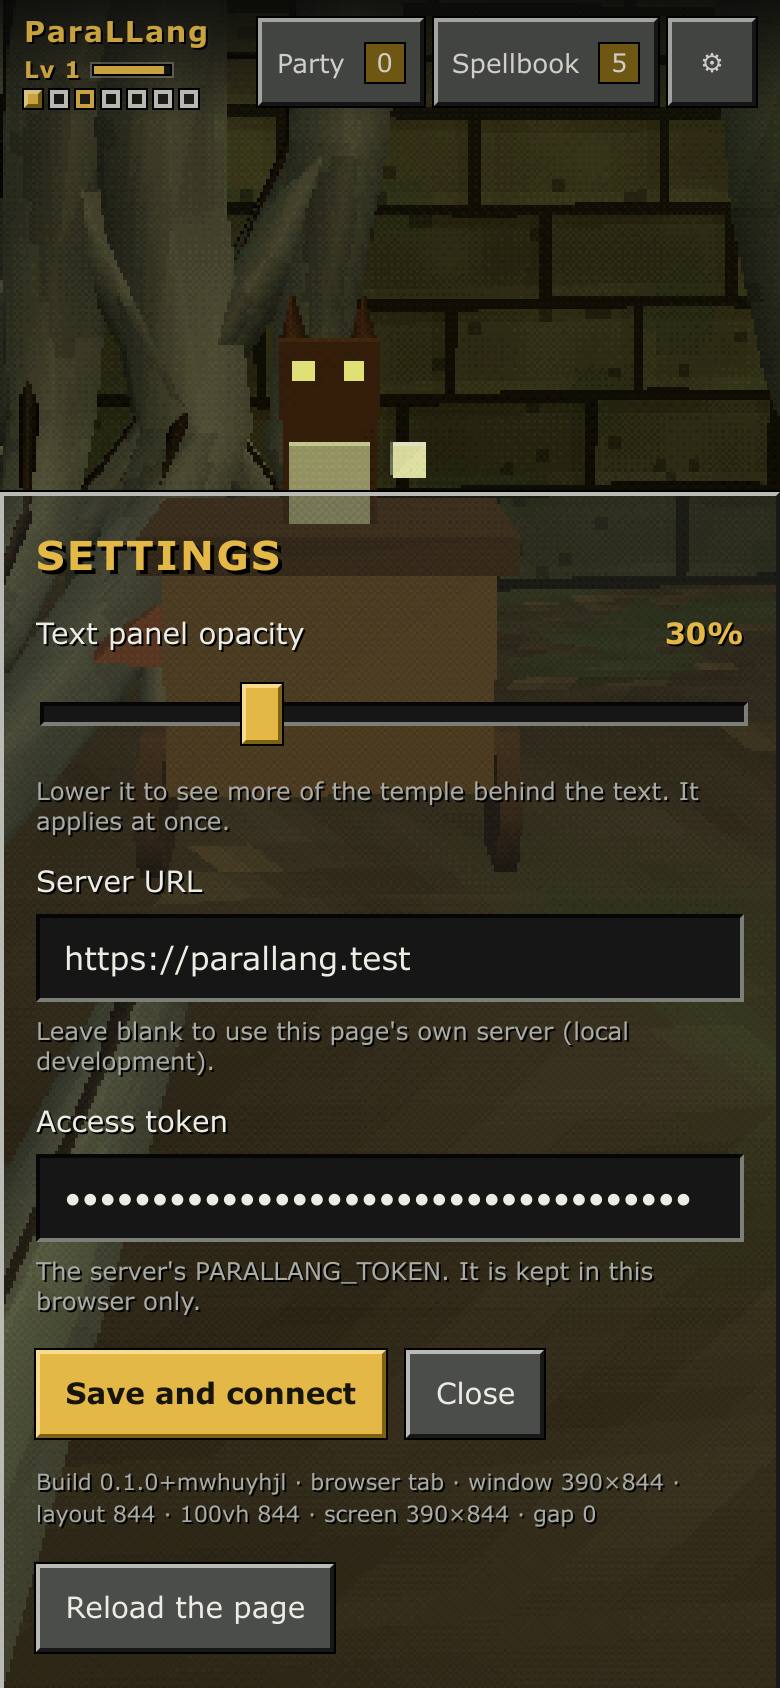 ParaLLang
Lv 1
Party 0
Spellbook 5
SETTINGS
Text panel opacity 30%
Lower it to see more of the temple behind the text. It
applies at once.
Server URL
https://parallang.test
Leave blank to use this page's own server (local
development).
Access token
The server's PARALLANG_TOKEN. It is kept in this
browser only.
Save and connect
Close
Build 0.1.0+mwhuyhjl · browser tab · window 390×844 ·
layout 844 · 100vh 844 · screen 390×844 · gap 0
Reload the page